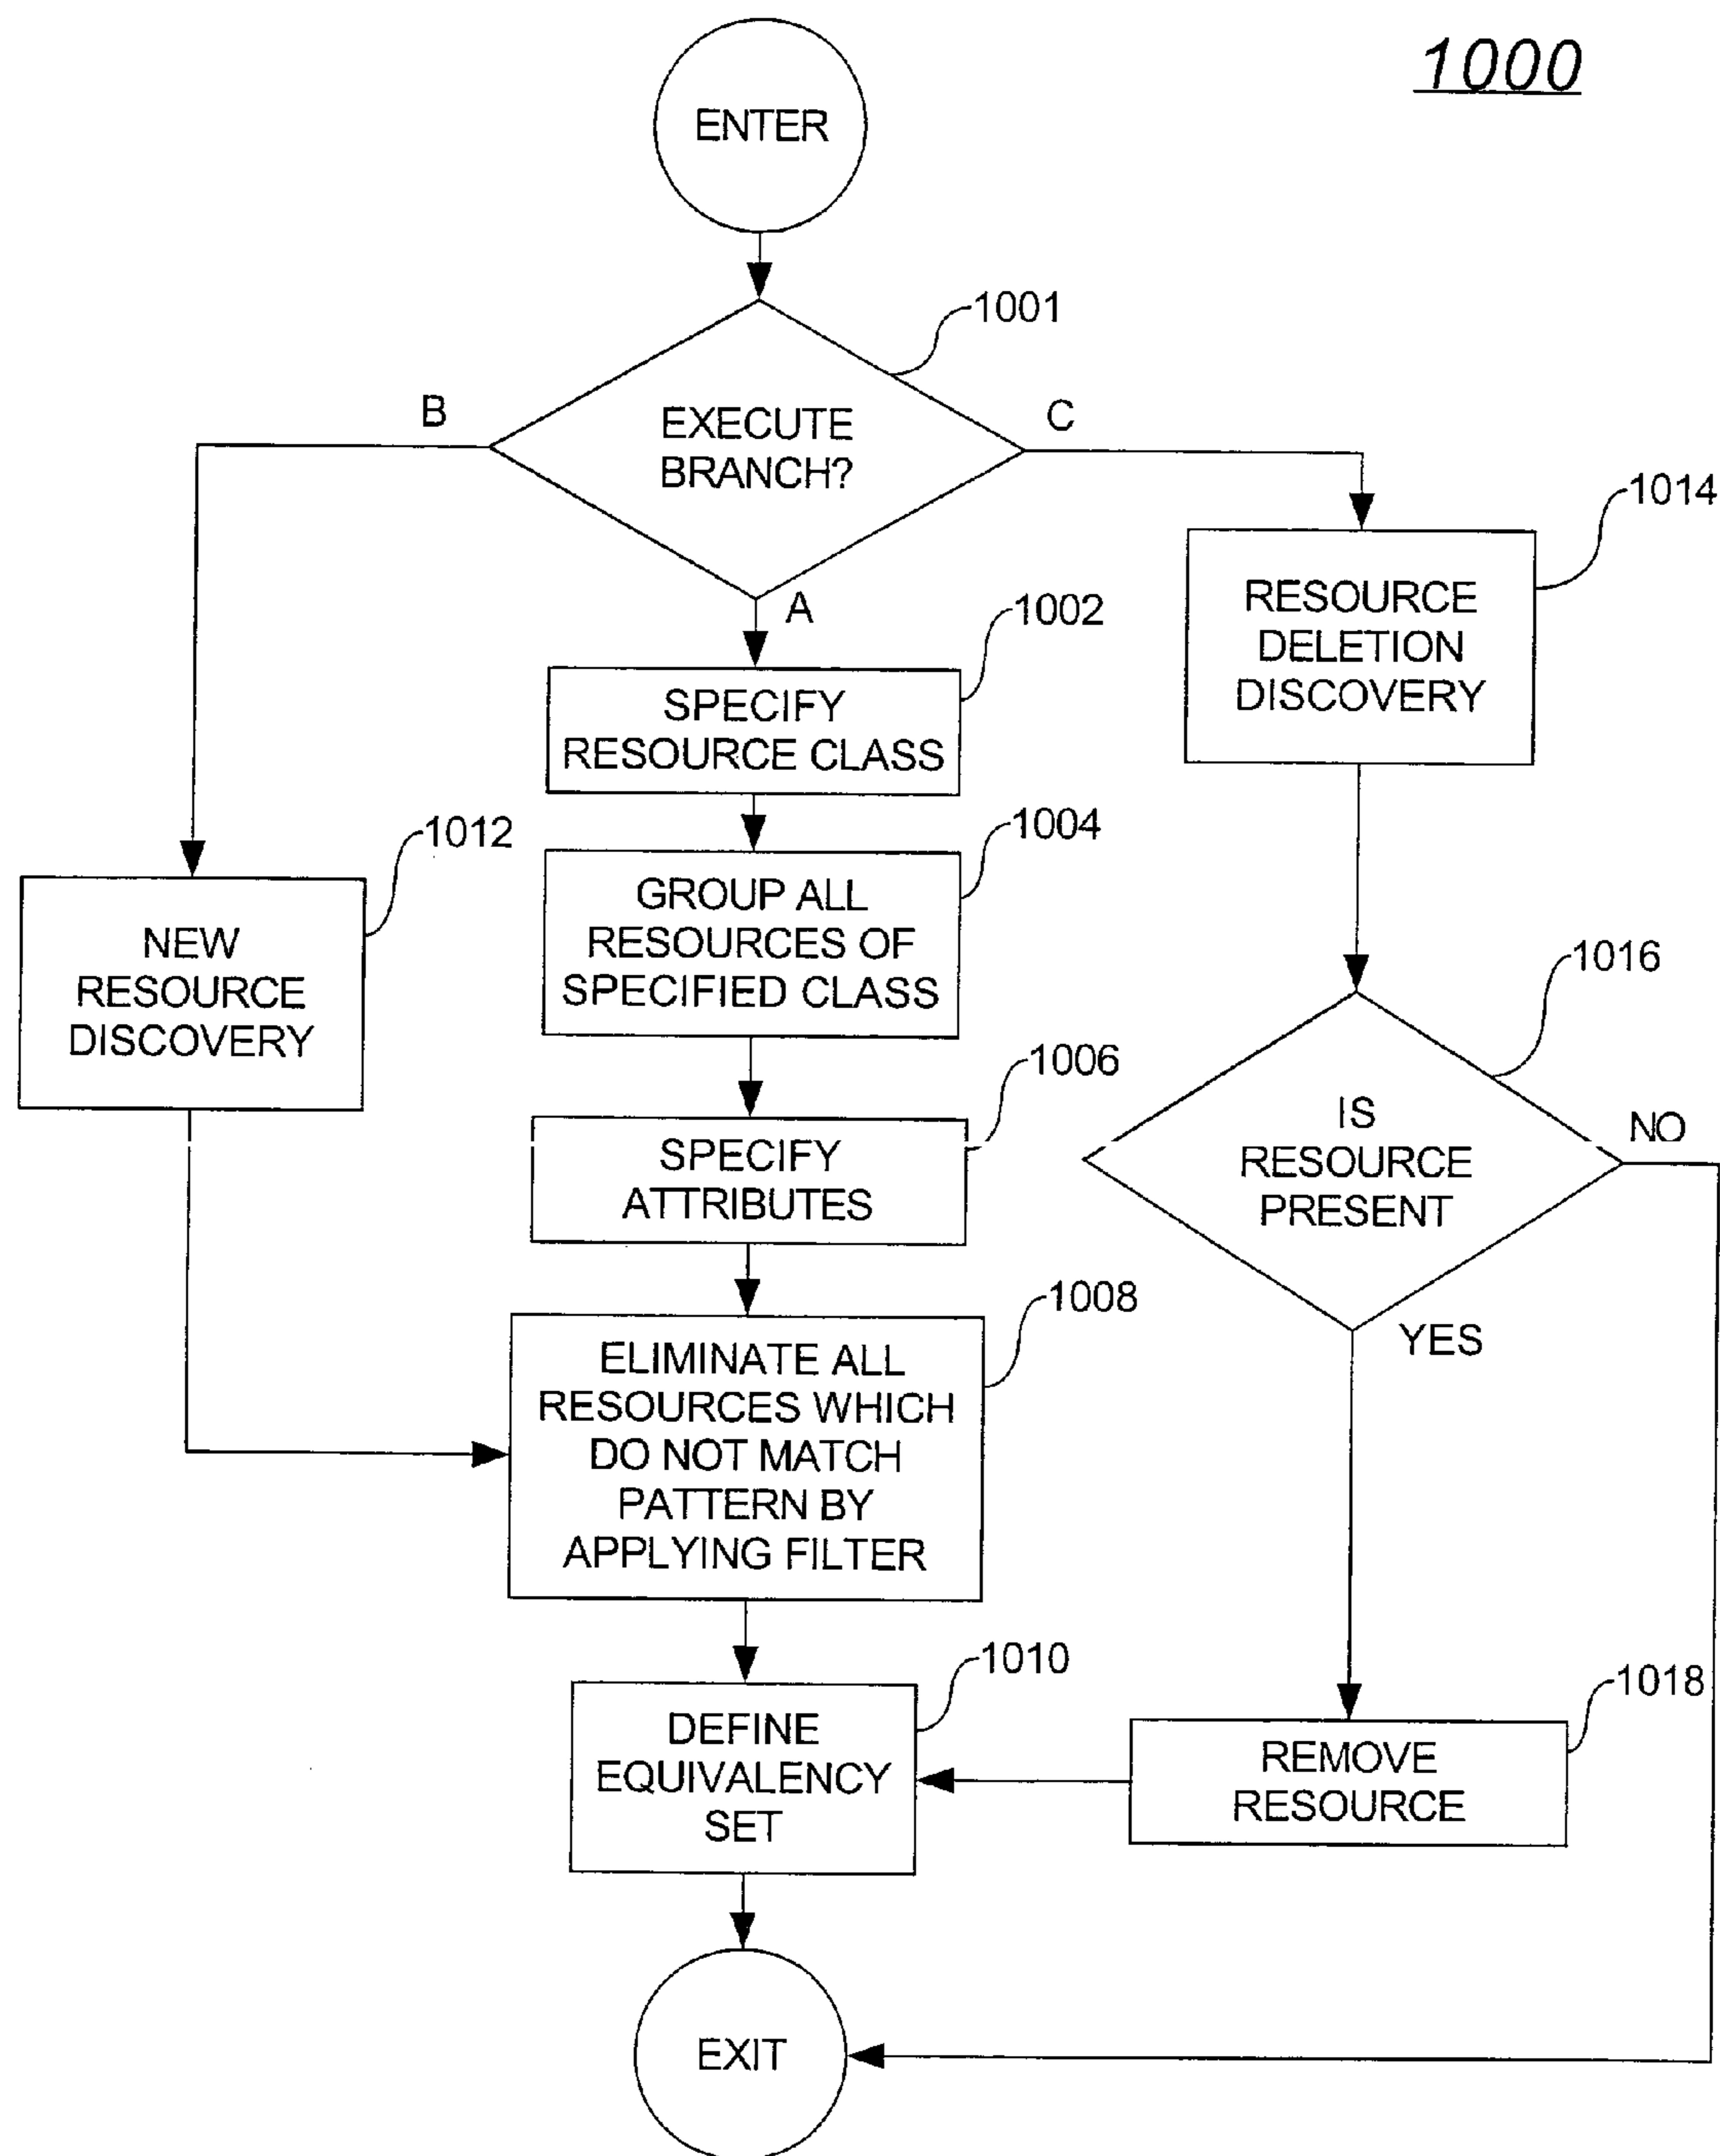 1000
ENTER
1001
EXECUTE
BRANCH?
B
C
A
1014
RESOURCE
DELETION
DISCOVERY
1002
SPECIFY
RESOURCE CLASS
1012
NEW
RESOURCE
DISCOVERY
1004
GROUP ALL
RESOURCES OF
SPECIFIED CLASS
1016
IS
RESOURCE
PRESENT
NO
YES
1006
SPECIFY
ATTRIBUTES
1008
ELIMINATE ALL
RESOURCES WHICH
DO NOT MATCH
PATTERN BY
APPLYING FILTER
1010
DEFINE
EQUIVALENCY
SET
1018
REMOVE
RESOURCE
EXIT